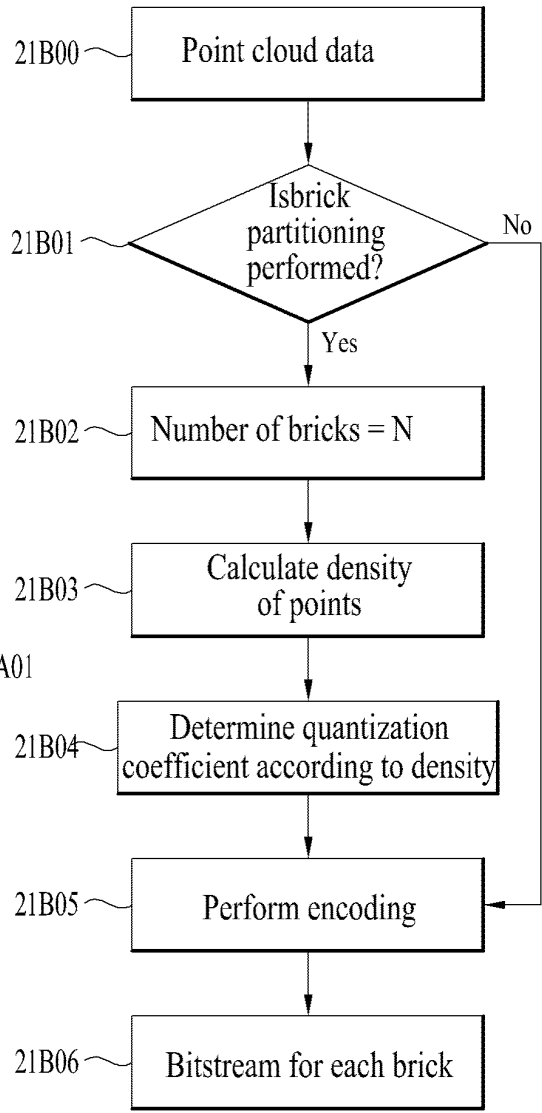 21B00
Point cloud data
21B01
Isbrick
partitioning
performed?
No
Yes
21B02
Number of bricks = N
21B03
Calculate density
of points
A01
21B04
Determine quantization
coefficient according to density
21B05
Perform encoding
21B06
Bitstream for each brick